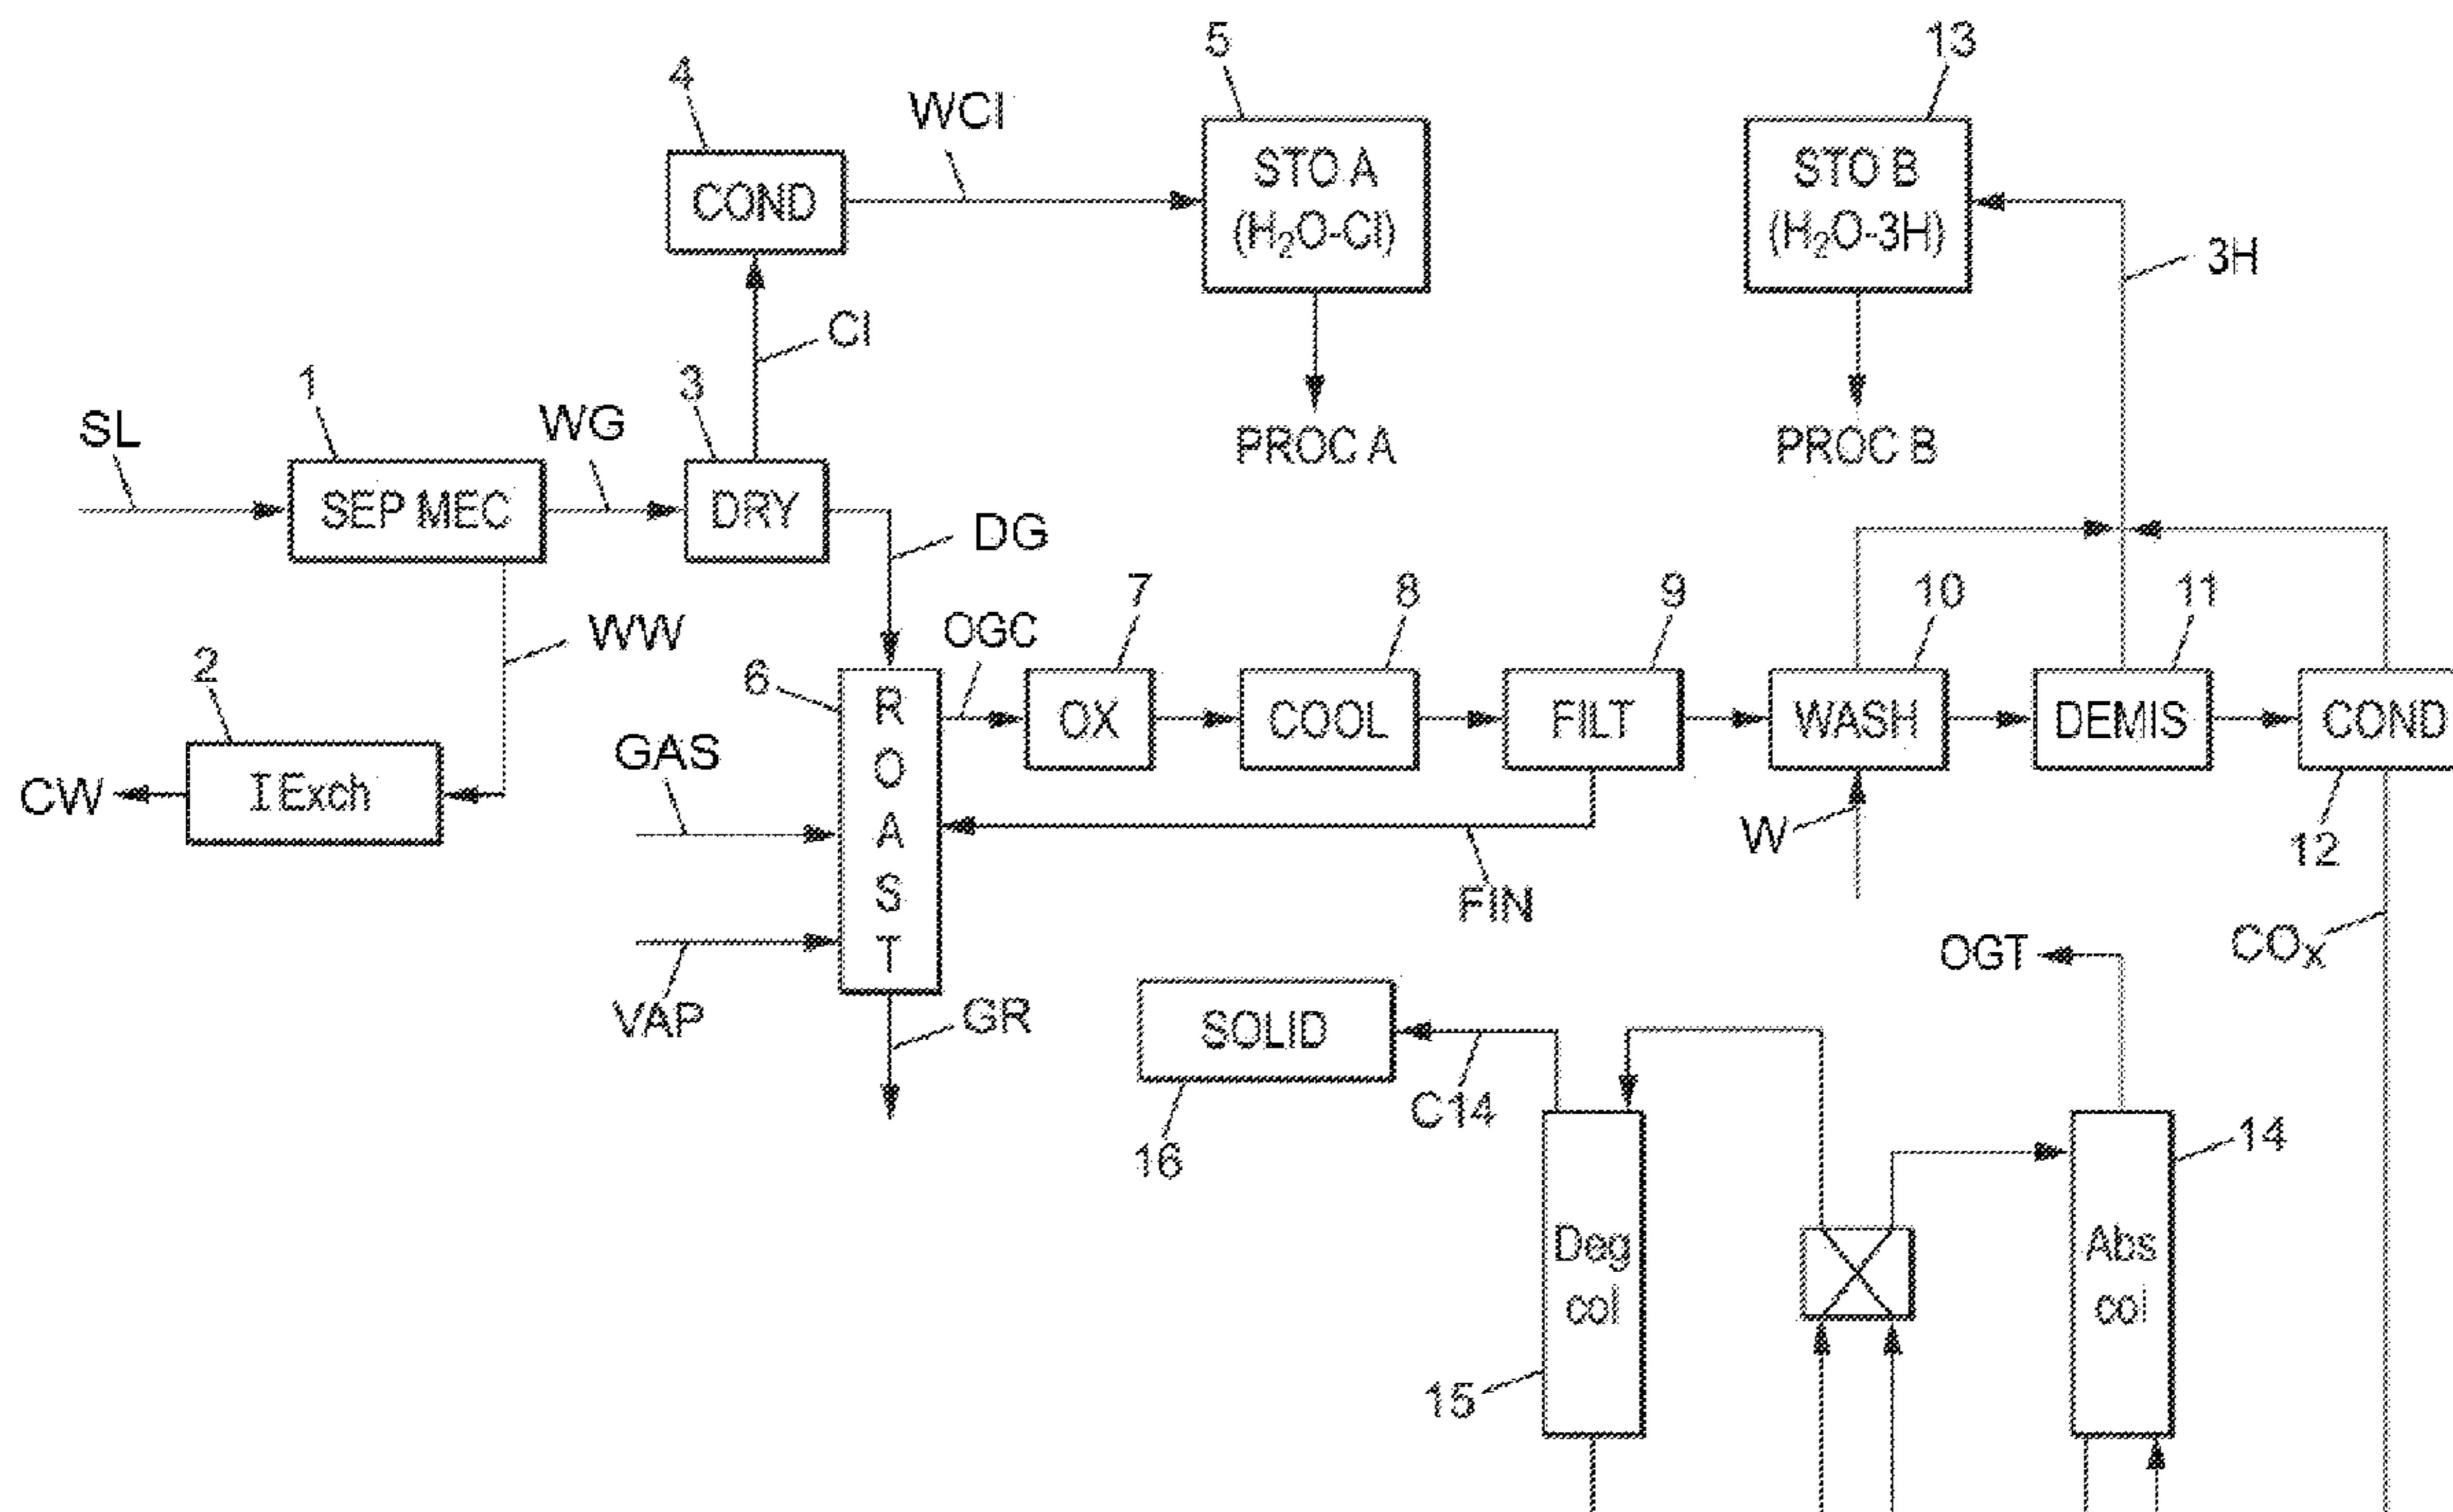 5
13
4
WCl
STO A
(H₂O-Cl)
STO B
(H₂O-3H)
COND
3H
Cl
1
3
WG
SL
PROC A
PROC B
SEP MEC
DRY
DG
7
8
9
10
11
OGC
WW
2
6
R
O
A
S
T
OX
COOL
FILT
WASH
DEMIS
COND
GAS
CW
I Exch
W
12
FIN
OGT
COx
VAP
GR
SOLID
C14
16
14
Deg
col
Abs
col
15